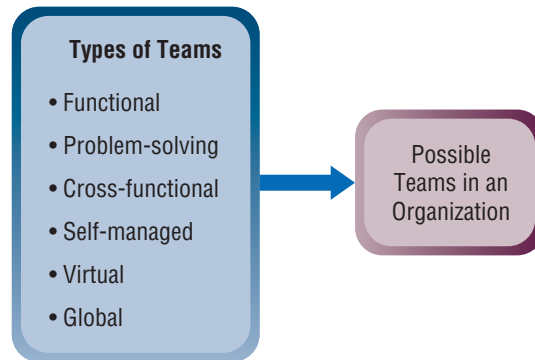 Types of Teams
• Functional
• Problem-solving
• Cross-functional
• Self-managed
• Virtual
• Global
Possible
Teams in an
Organization